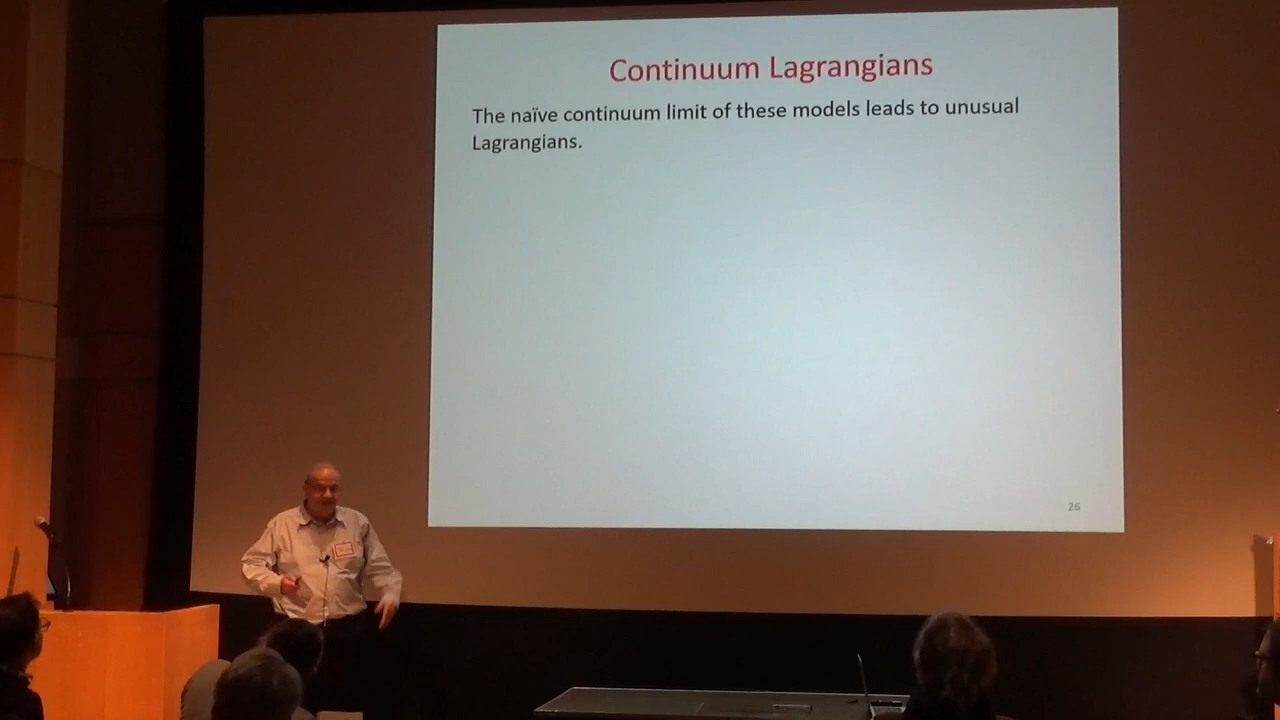 Continuum Lagrangians
The naïve continuum limit of these models leads to unusual
Lagrangians.
26